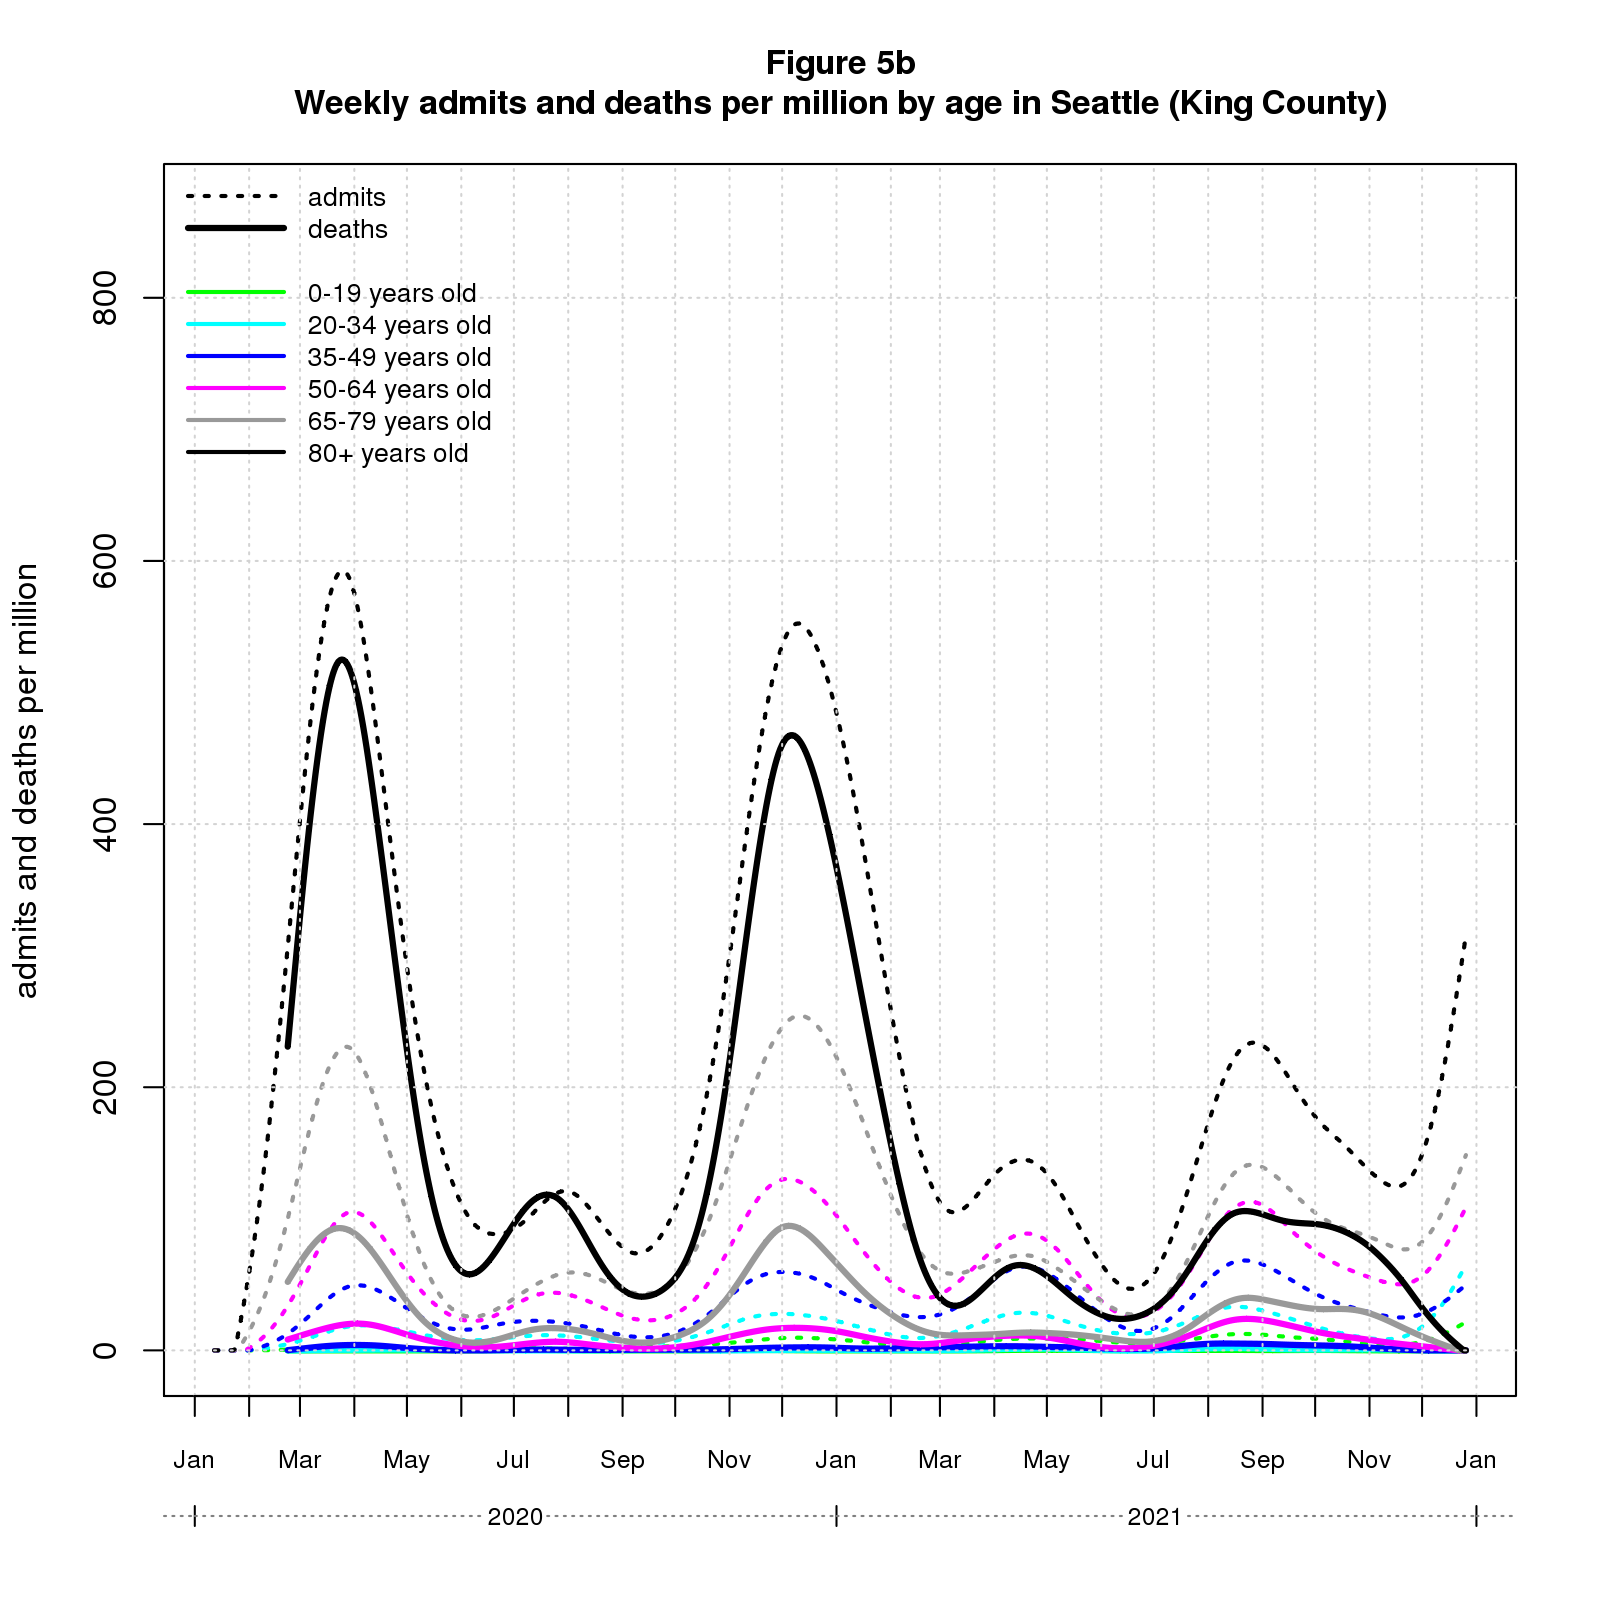 Figure 5b
Weekly admits and deaths per million by age in Seattle (King County)
admits
deaths
0-19 years old
20-34 years old
35-49 years old
50-64 years old
65-79 years old
80+ years old
admits and deaths per million
800
600
400
200
0
Jan Mar May Jul Sep Nov Jan Mar May Jul Sep Nov Jan
2020 2021